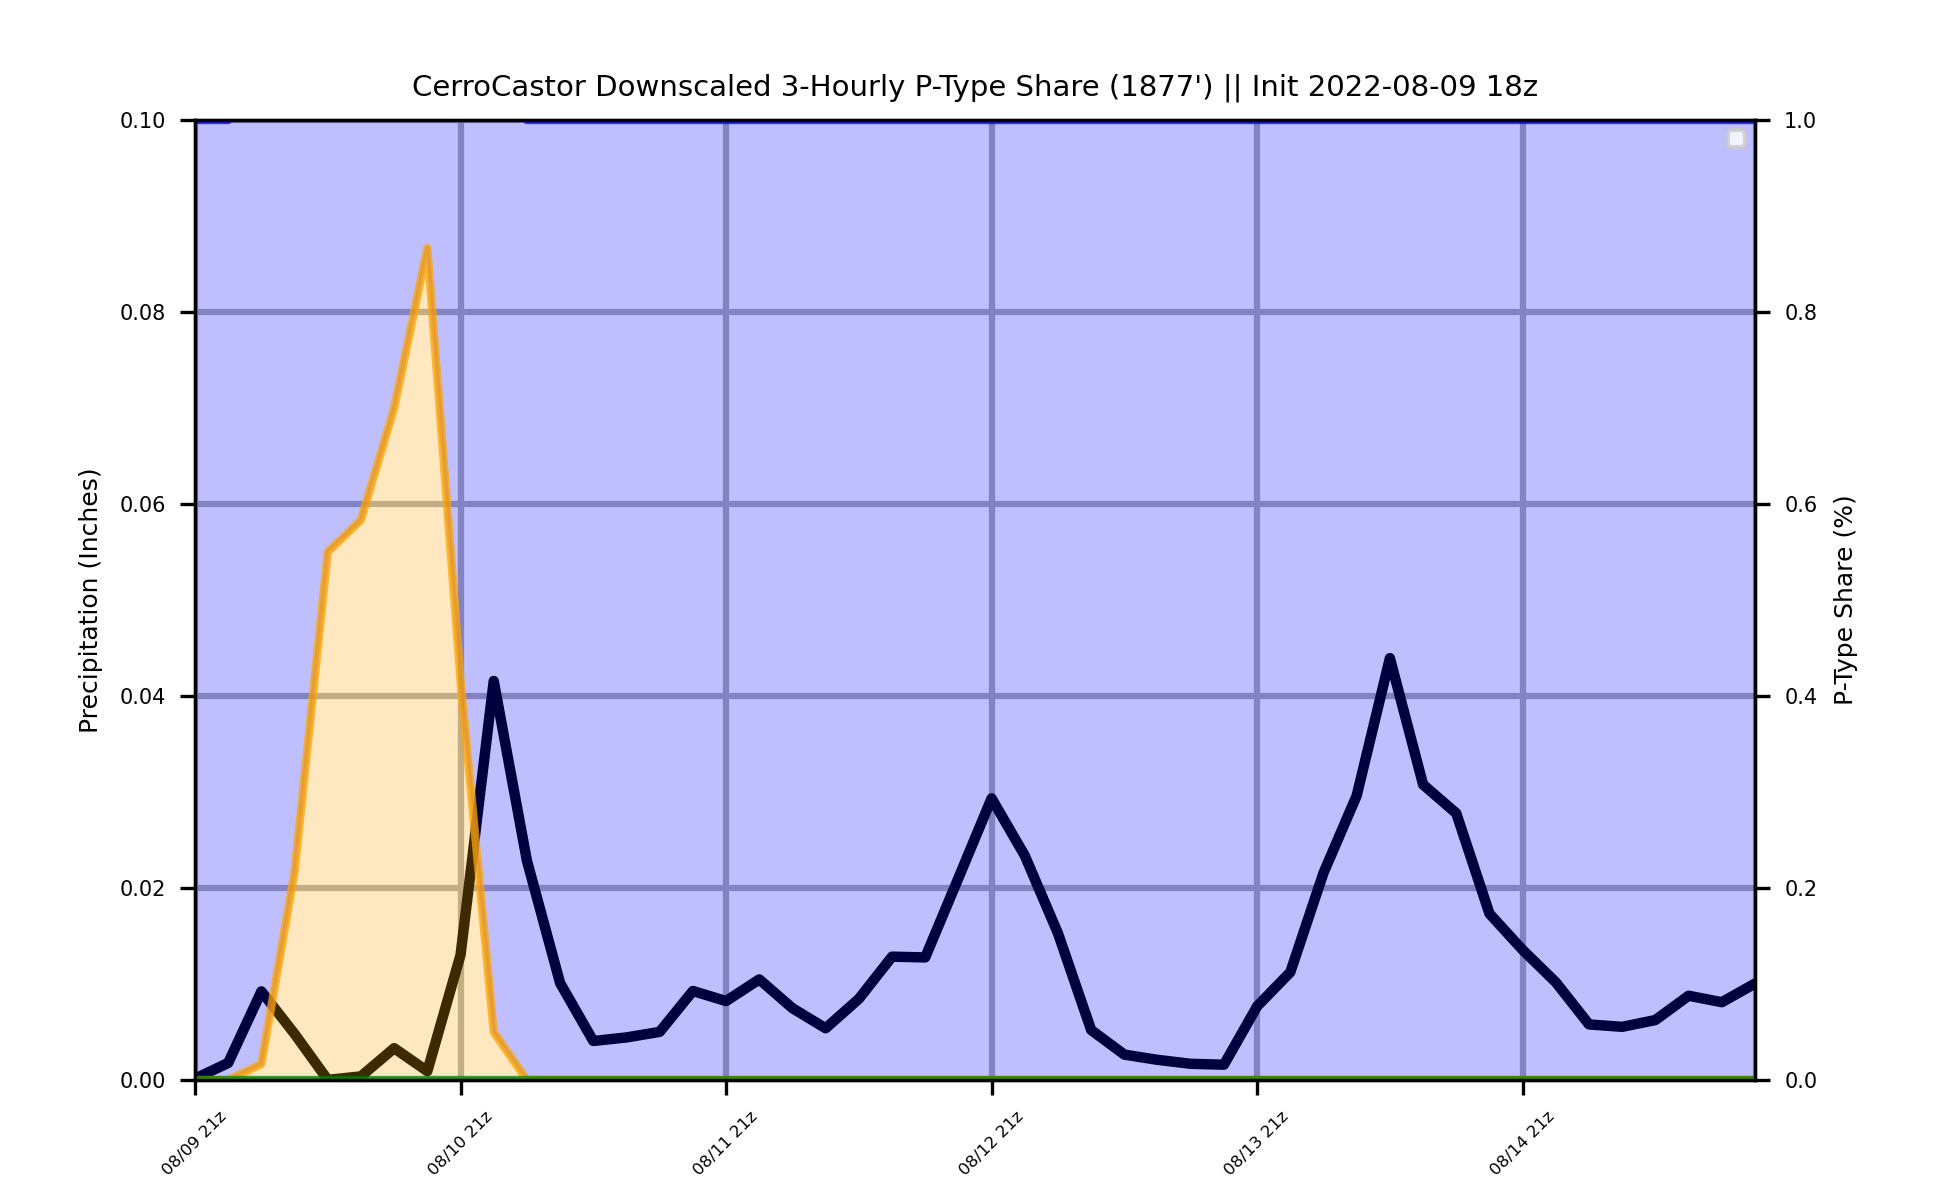 CerroCastor Downscaled 3-Hourly P-Type Share (1877') || Init 2022-08-09 18z
Precipitation (Inches)
0.10
0.08
0.06
0.04
0.02
0.00
1.0
0.8
0.6
0.4
0.2
0.0
P-Type Share (%)
08/09 21z
08/10 21z
08/11 21z
08/12 21z
08/13 21z
08/14 21z